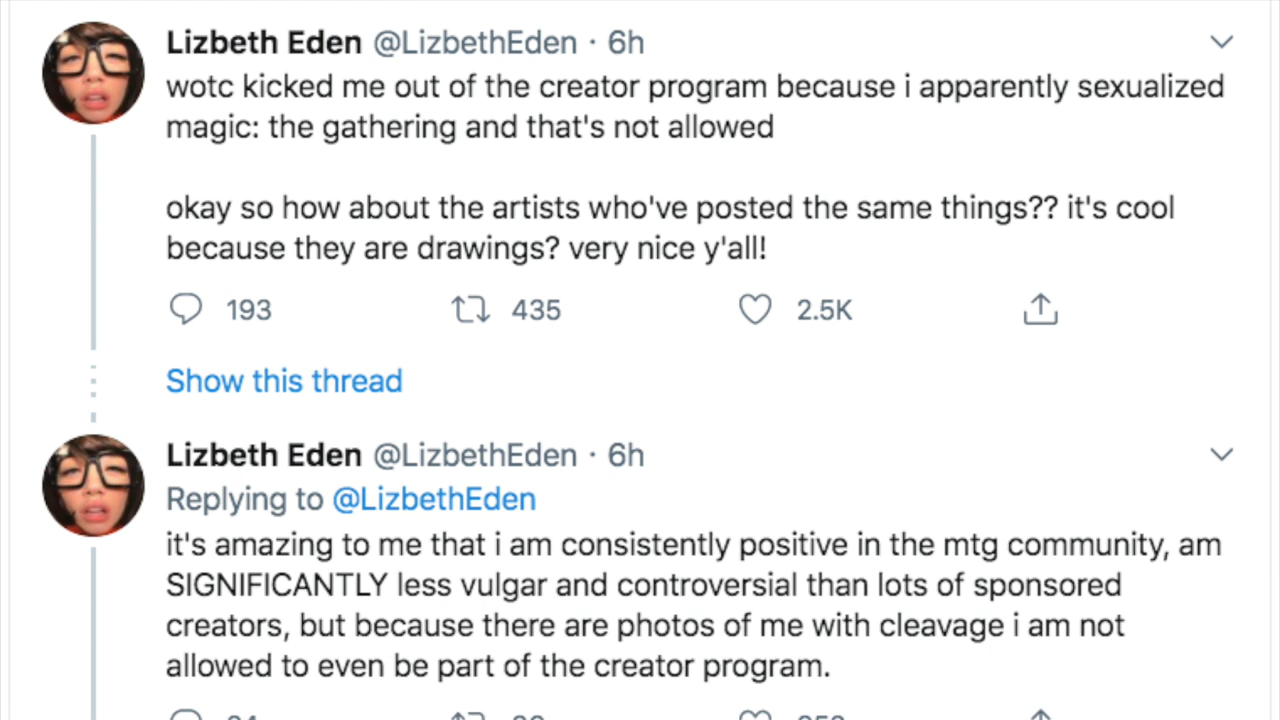 Lizbeth Eden @LizbethEden · 6h
wotc kicked me out of the creator program because i apparently sexualized
magic: the gathering and that's not allowed
okay so how about the artists who've posted the same things?? it's cool
because they are drawings? very nice y'all!
193 435 2.5K
Show this thread
Lizbeth Eden @LizbethEden · 6h
Replying to @LizbethEden
it's amazing to me that i am consistently positive in the mtg community, am
SIGNIFICANTLY less vulgar and controversial than lots of sponsored
creators, but because there are photos of me with cleavage i am not
allowed to even be part of the creator program.